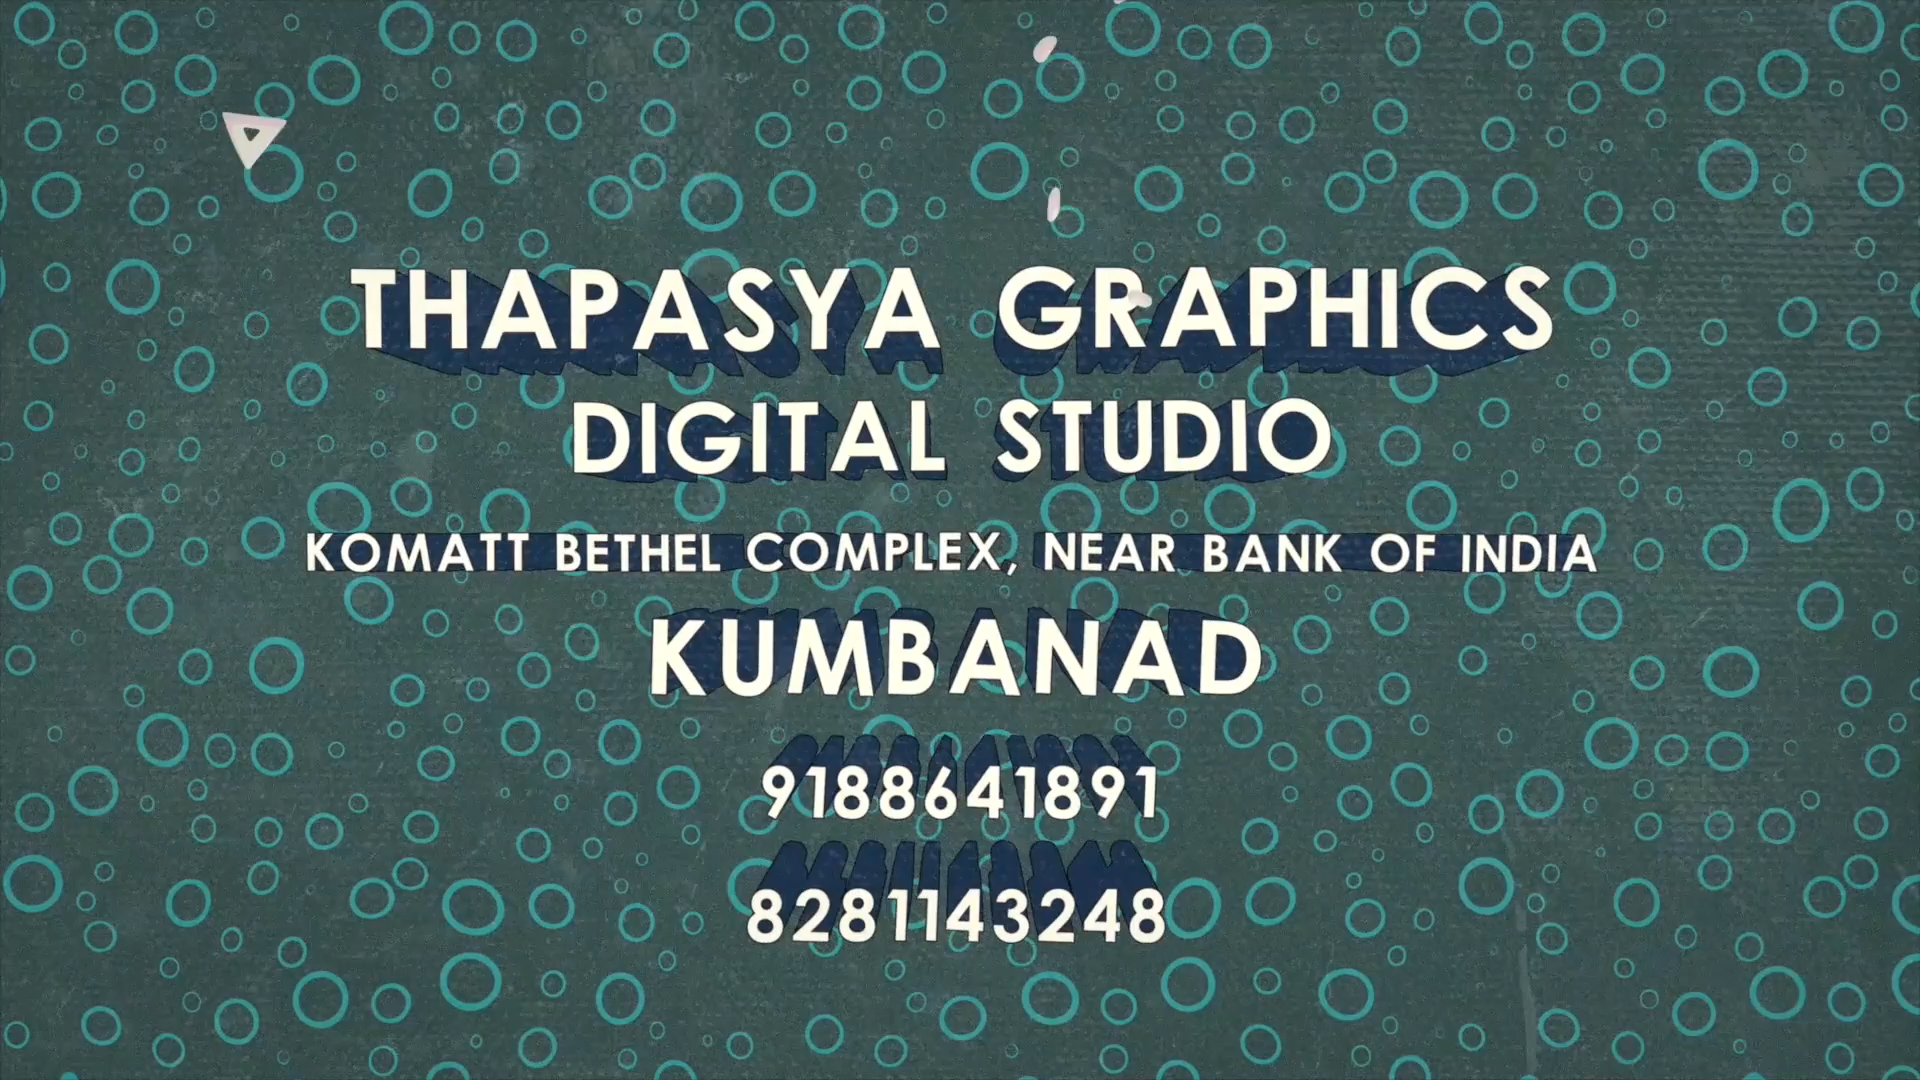 THAPASYA GRAPHICS
DIGITAL STUDIO
KOMATT BETHEL COMPLEX, NEAR BANK OF INDIA
KUMBANAD
9188641891
8281143248